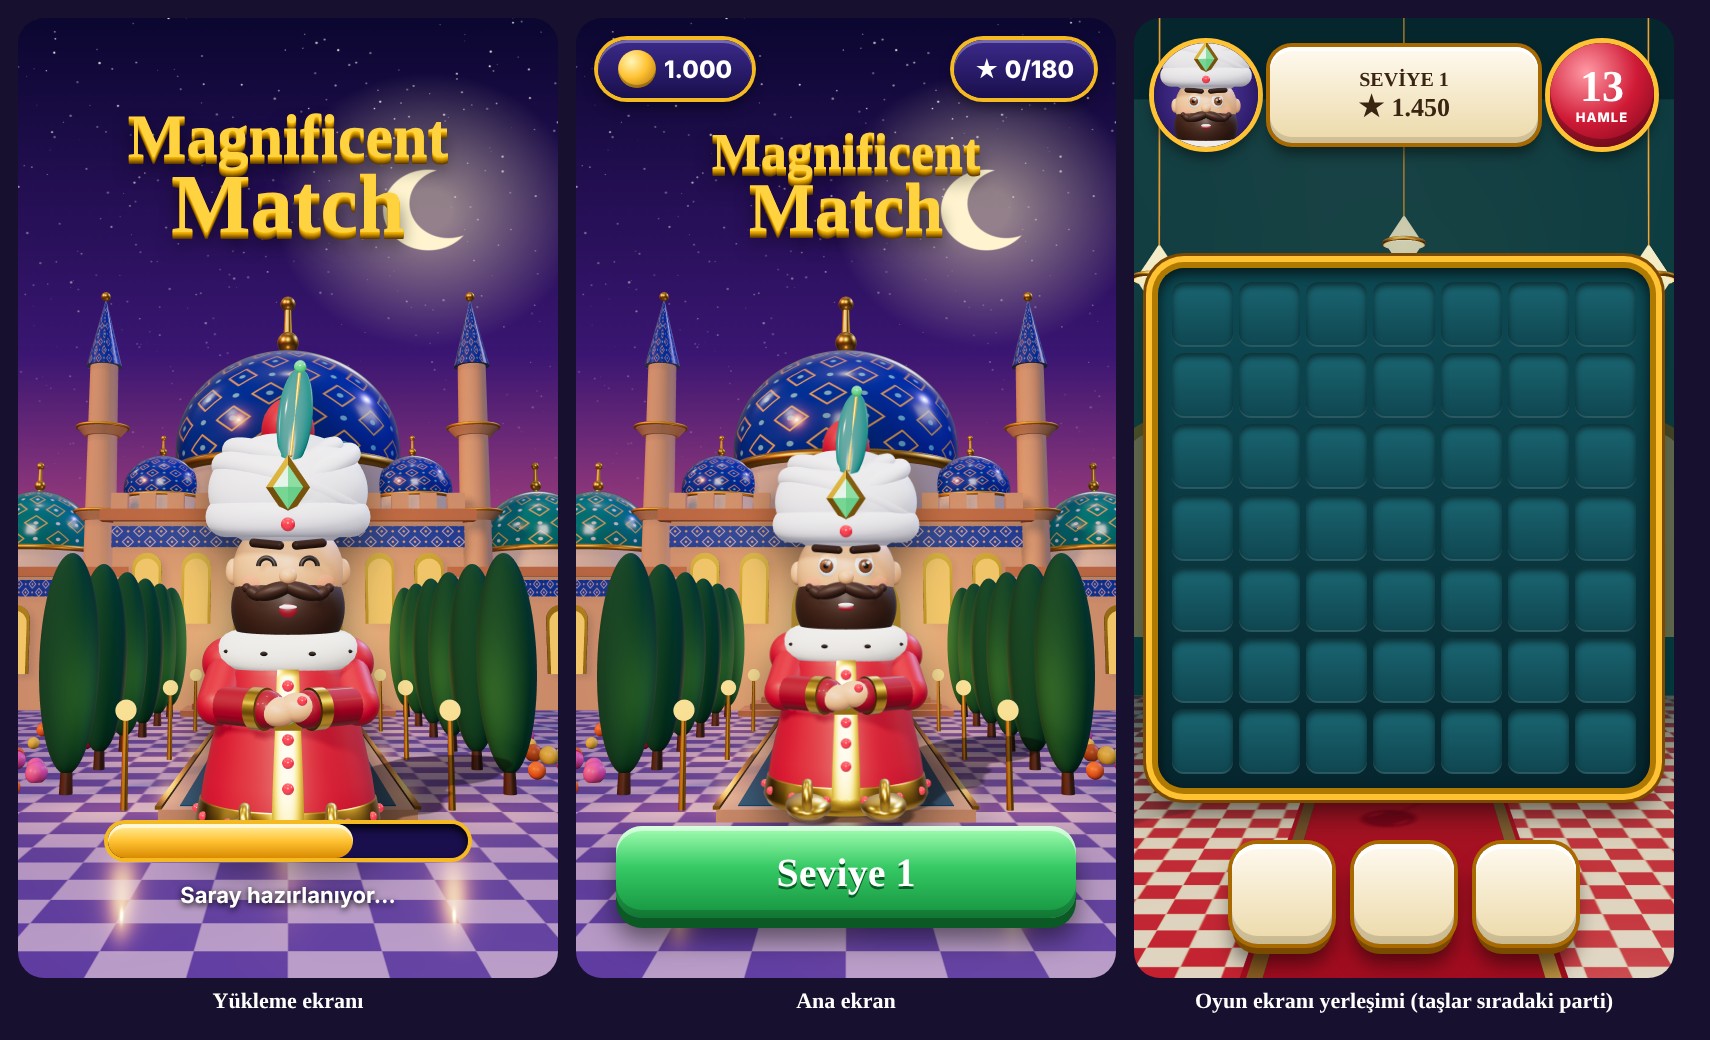 Magnificent
Match
Saray hazırlanıyor...
Yükleme ekranı
1.000
★ 0/180
Magnificent
Match
Seviye 1
Ana ekran
SEVİYE 1
★ 1.450
13
HAMLE
Oyun ekranı yerleşimi (taşlar sıradaki parti)